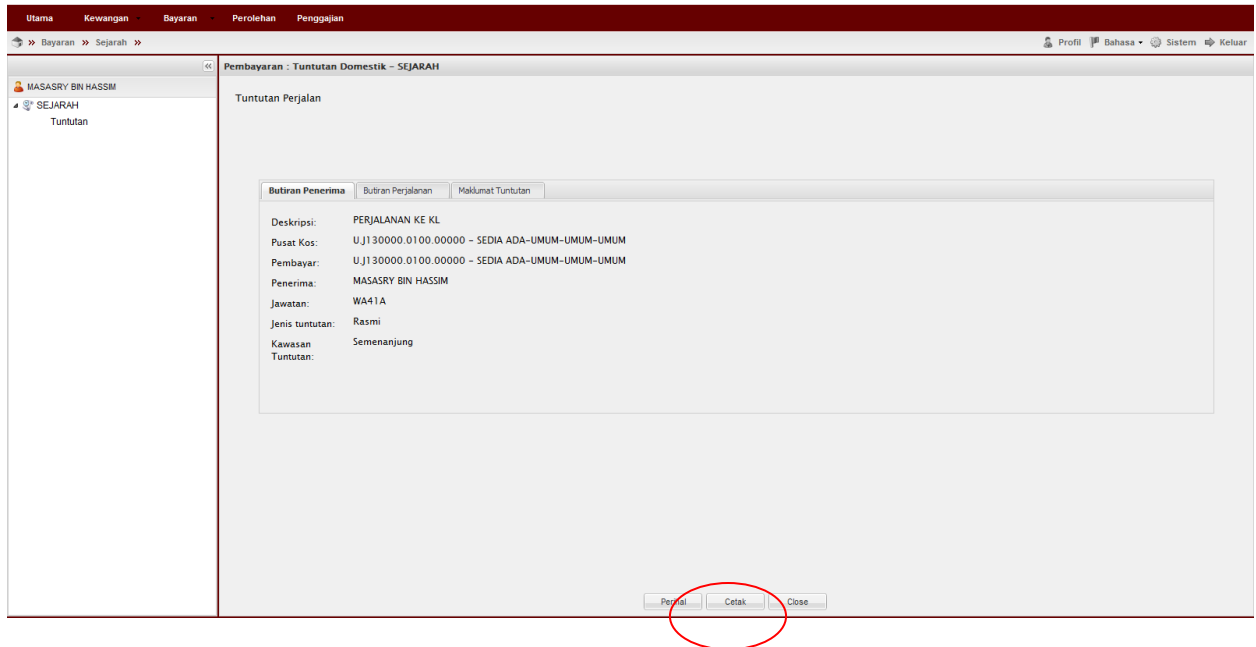 Utama Kewangan Bayaran Perolehan Penggajian
» Bayaran » Sejarah » Profil Bahasa Sistem Keluar
« Pembayaran : Tuntutan Domestik – SEJARAH
MASASRY BIN HASSIM
SEJARAH
Tuntutan
Tuntutan Perjalan
Butiran Penerima Butiran Perjalanan Maklumat Tuntutan
Deskripsi: PERJALANAN KE KL
Pusat Kos: U.J130000.0100.00000 – SEDIA ADA-UMUM-UMUM-UMUM
Pembayar: U.J130000.0100.00000 – SEDIA ADA-UMUM-UMUM-UMUM
Penerima: MASASRY BIN HASSIM
Jawatan: WA41A
Jenis tuntutan: Rasmi
Kawasan Tuntutan: Semenanjung
Perihal Cetak Close